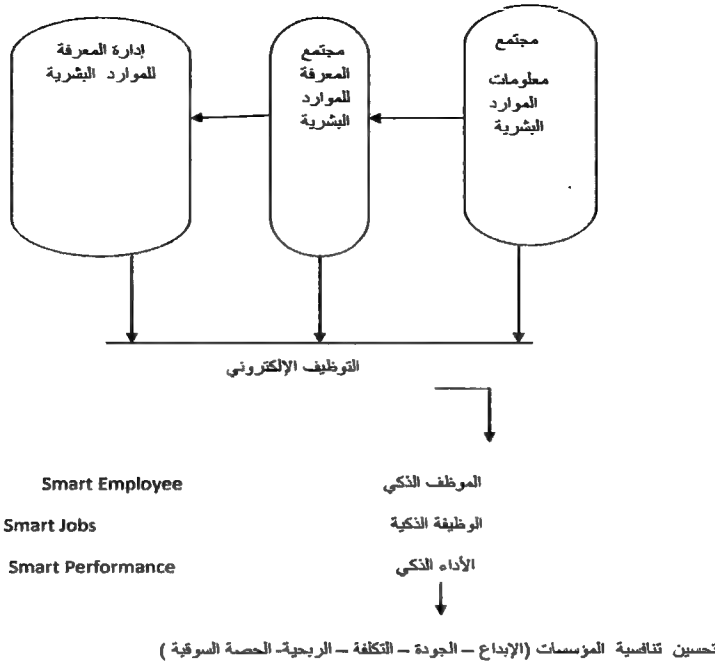 مجتمع
معلومات
الموارد
البشرية
مجتمع
المعرفة
للموارد
البشرية
إدارة المعرفة
للموارد البشرية
التوظيف الإلكتروني
الموظف الذكي Smart Employee
الوظيفة الذكية Smart Jobs
الأداء الذكي Smart Performance
تحسين تنافسية المؤسسات (الإبداع – الجودة – التكلفة – الربحية- الحصة السوقية )